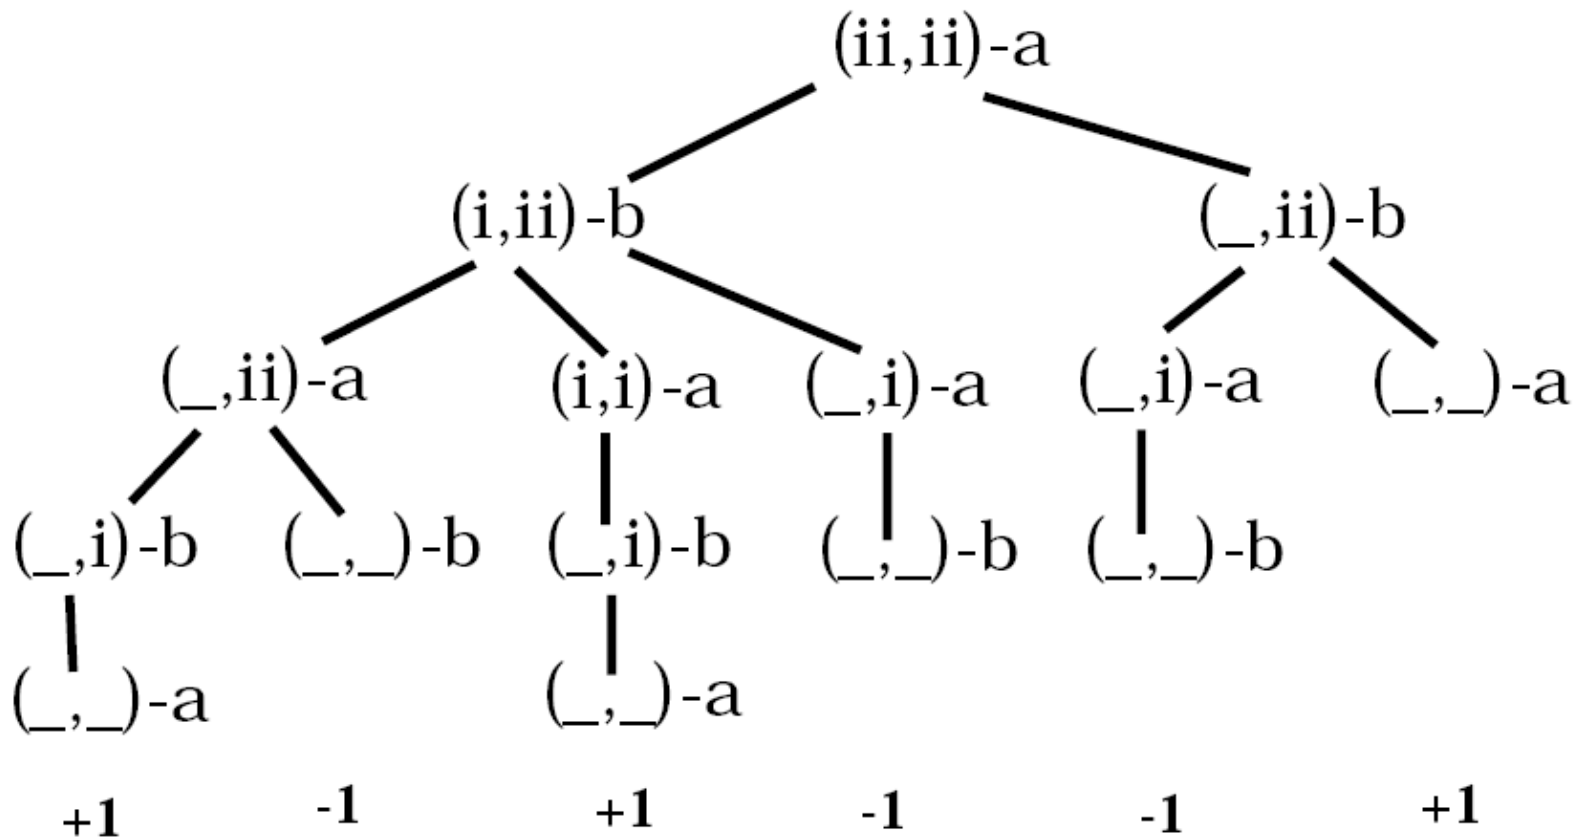 (ii,ii)-a
(i,ii)-b (_,ii)-b
(_,ii)-a (i,i)-a (_,i)-a (_,i)-a (_,_)-a
(_,i)-b (_,_)-b (_,i)-b (_,_)-b (_,_)-b
(_,_)-a (_,_)-a
+1 -1 +1 -1 -1 +1